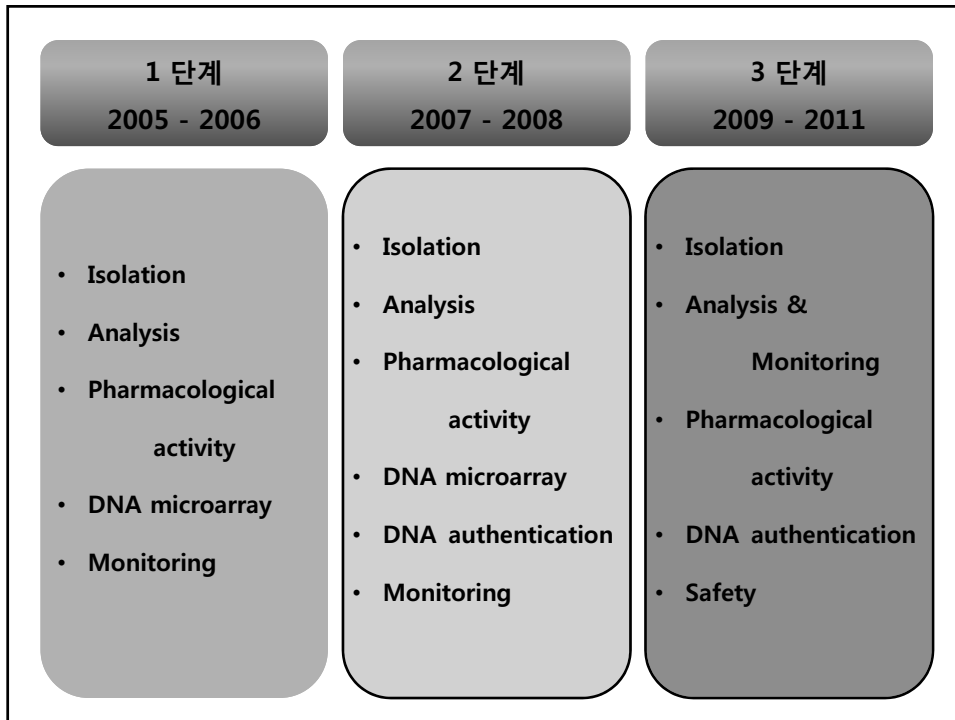 1 단계
2005 - 2006
• Isolation
• Analysis
• Pharmacological
activity
• DNA microarray
• Monitoring
2 단계
2007 - 2008
• Isolation
• Analysis
• Pharmacological
activity
• DNA microarray
• DNA authentication
• Monitoring
3 단계
2009 - 2011
• Isolation
• Analysis &
Monitoring
• Pharmacological
activity
• DNA authentication
• Safety